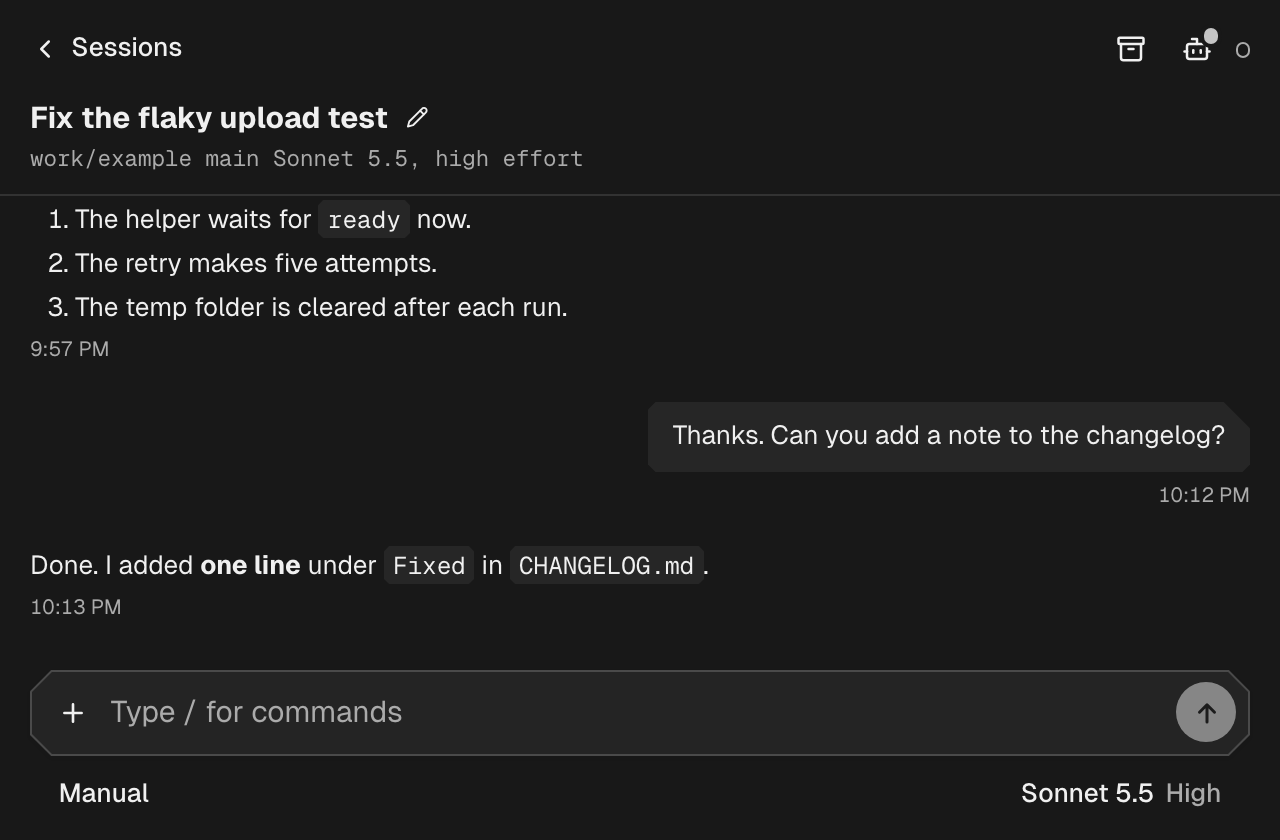 Sessions
0
Fix the flaky upload test
work/example main Sonnet 5.5, high effort
1. The helper waits for ready now.
2. The retry makes five attempts.
3. The temp folder is cleared after each run.
9:57 PM
Thanks. Can you add a note to the changelog?
10:12 PM
Done. I added one line under Fixed in CHANGELOG.md.
10:13 PM
Type / for commands
Manual
Sonnet 5.5 High